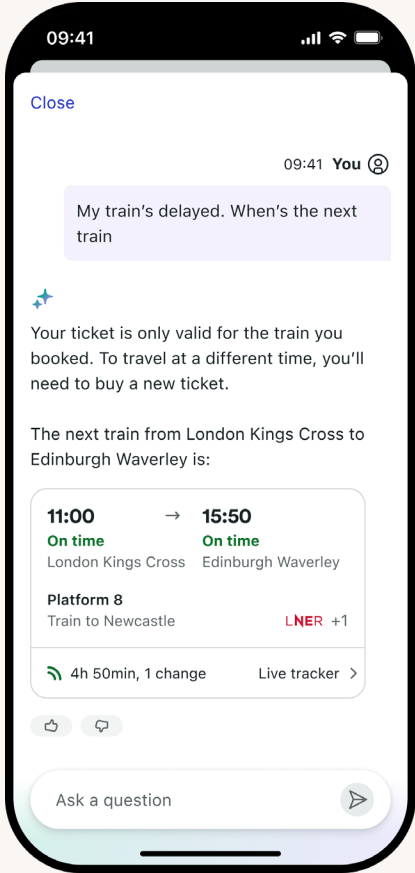 09:41
Close
09:41 You
My train’s delayed. When’s the next
train
Your ticket is only valid for the train you
booked. To travel at a different time, you’ll
need to buy a new ticket.
The next train from London Kings Cross to
Edinburgh Waverley is:
11:00 → 15:50
On time On time
London Kings Cross Edinburgh Waverley
Platform 8
Train to Newcastle LNER +1
4h 50min, 1 change Live tracker
Ask a question